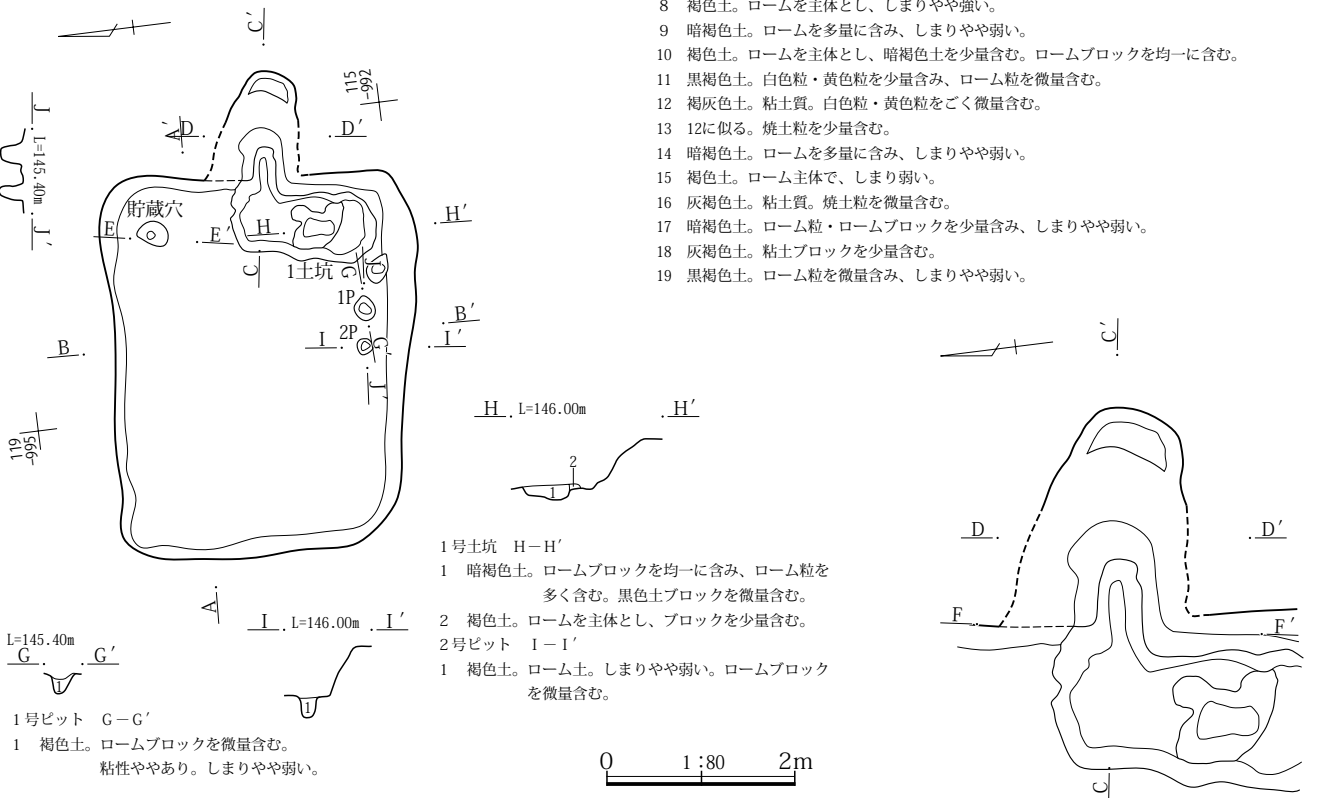 8　褐色土。ロームを主体とし、しまりやや強い。
9　暗褐色土。ロームを多量に含み、しまりやや弱い。
10　褐色土。ロームを主体とし、暗褐色土を少量含む。ロームブロックを均一に含む。
11　黒褐色土。白色粒・黄色粒を少量含み、ローム粒を微量含む。
12　褐灰色土。粘土質。白色粒・黄色粒をごく微量含む。
13　12に似る。焼土粒を少量含む。
14　暗褐色土。ロームを多量に含み、しまりやや弱い。
15　褐色土。ローム主体で、しまり弱い。
16　灰褐色土。粘土質。焼土粒を微量含む。
17　暗褐色土。ローム粒・ロームブロックを少量含み、しまりやや弱い。
18　灰褐色土。粘土ブロックを少量含む。
19　黒褐色土。ローム粒を微量含み、しまりやや弱い。
C′
115
-992
A′
D
D′
J
L=145.40m
J′
貯蔵穴
E
E′
H
H′
C
1土坑
G
J
1P
B′
2P
I
I′
G′
B
J′
119
-995
A
H
L=146.00m
H′
2
1
1号土坑　H－H′
1　暗褐色土。ロームブロックを均一に含み、ローム粒を
多く含む。黒色土ブロックを微量含む。
2　褐色土。ロームを主体とし、ブロックを少量含む。
2号ピット　I－I′
1　褐色土。ローム土。しまりやや弱い。ロームブロック
を微量含む。
I
L=146.00m
I′
1
L=145.40m
G
G′
1
1号ピット　G－G′
1　褐色土。ロームブロックを微量含む。
粘性ややあり。しまりやや弱い。
0
1:80
2m
C′
D
D′
F
F′
C